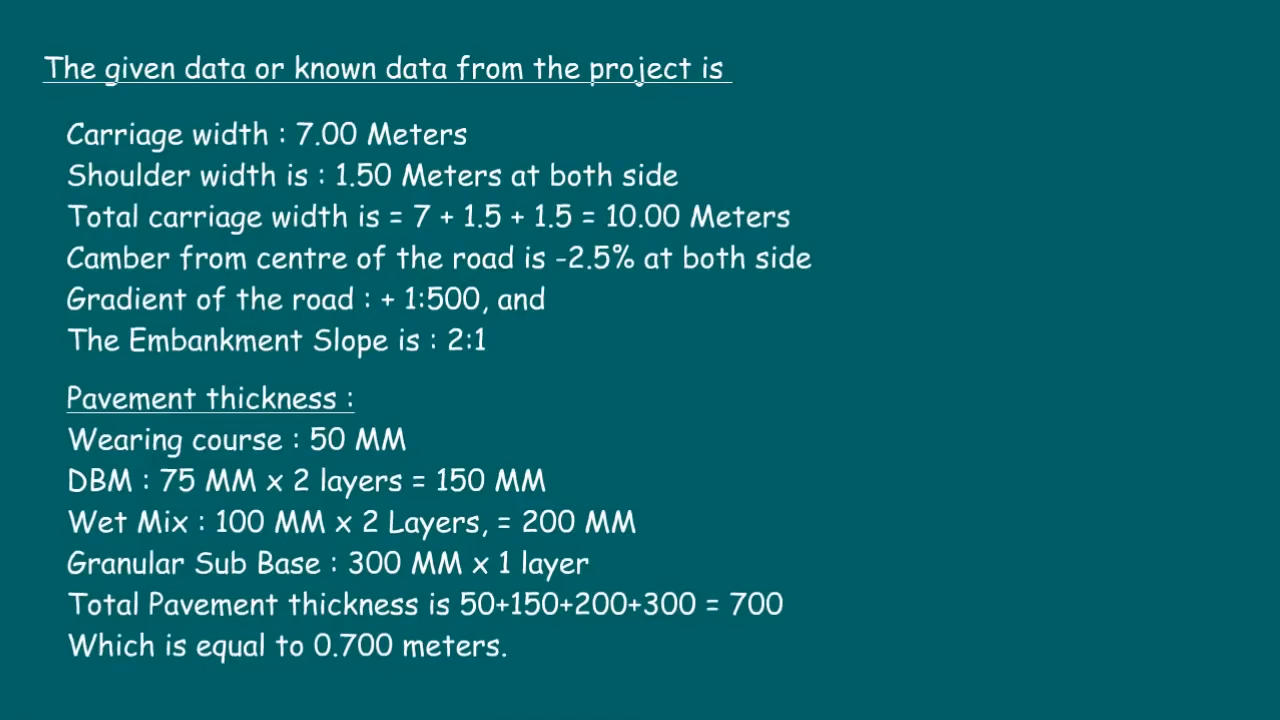 The given data or known data from the project is
Carriage width : 7.00 Meters
Shoulder width is : 1.50 Meters at both side
Total carriage width is = 7 + 1.5 + 1.5 = 10.00 Meters
Camber from centre of the road is -2.5% at both side
Gradient of the road : + 1:500, and
The Embankment Slope is : 2:1
Pavement thickness :
Wearing course : 50 MM
DBM : 75 MM x 2 layers = 150 MM
Wet Mix : 100 MM x 2 Layers, = 200 MM
Granular Sub Base : 300 MM x 1 layer
Total Pavement thickness is 50+150+200+300 = 700
Which is equal to 0.700 meters.